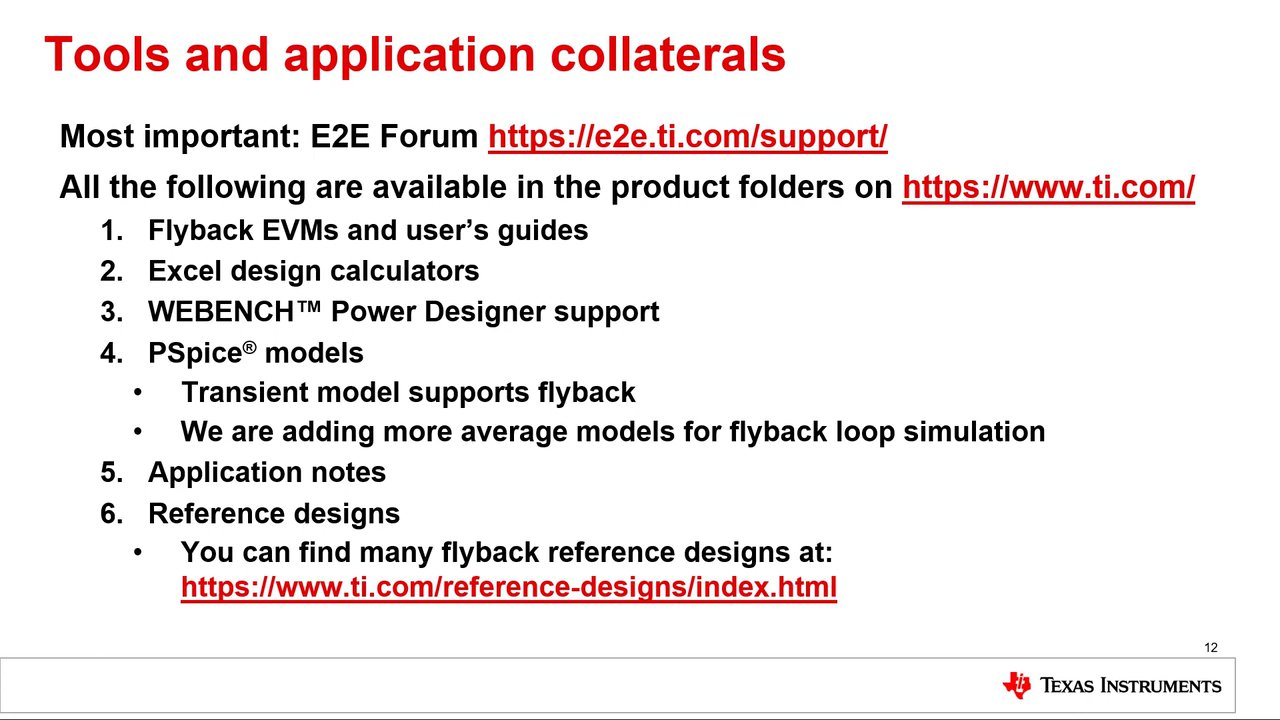 Tools and application collaterals
Most important: E2E Forum https://e2e.ti.com/support/
All the following are available in the product folders on https://www.ti.com/
1. Flyback EVMs and user’s guides
2. Excel design calculators
3. WEBENCH™ Power Designer support
4. PSpice® models
• Transient model supports flyback
• We are adding more average models for flyback loop simulation
5. Application notes
6. Reference designs
• You can find many flyback reference designs at:
https://www.ti.com/reference-designs/index.html
12
TEXAS INSTRUMENTS